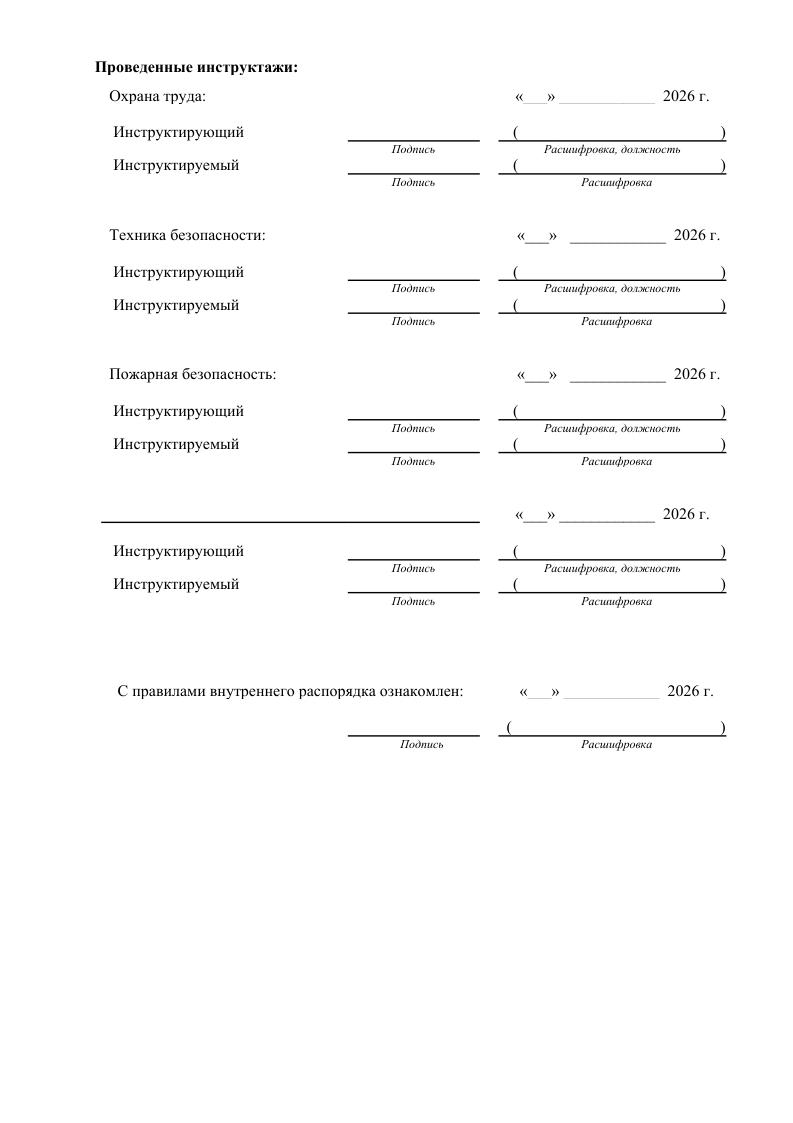 Проведенные инструктажи:
Охрана труда: «___» ____________ 2026 г.
Инструктирующий ( )
Подпись Расшифровка, должность
Инструктируемый ( )
Подпись Расшифровка
Техника безопасности: «___» ____________ 2026 г.
Инструктирующий ( )
Подпись Расшифровка, должность
Инструктируемый ( )
Подпись Расшифровка
Пожарная безопасность: «___» ____________ 2026 г.
Инструктирующий ( )
Подпись Расшифровка, должность
Инструктируемый ( )
Подпись Расшифровка
«___» ____________ 2026 г.
Инструктирующий ( )
Подпись Расшифровка, должность
Инструктируемый ( )
Подпись Расшифровка
С правилами внутреннего распорядка ознакомлен: «___» ____________ 2026 г.
( )
Подпись Расшифровка